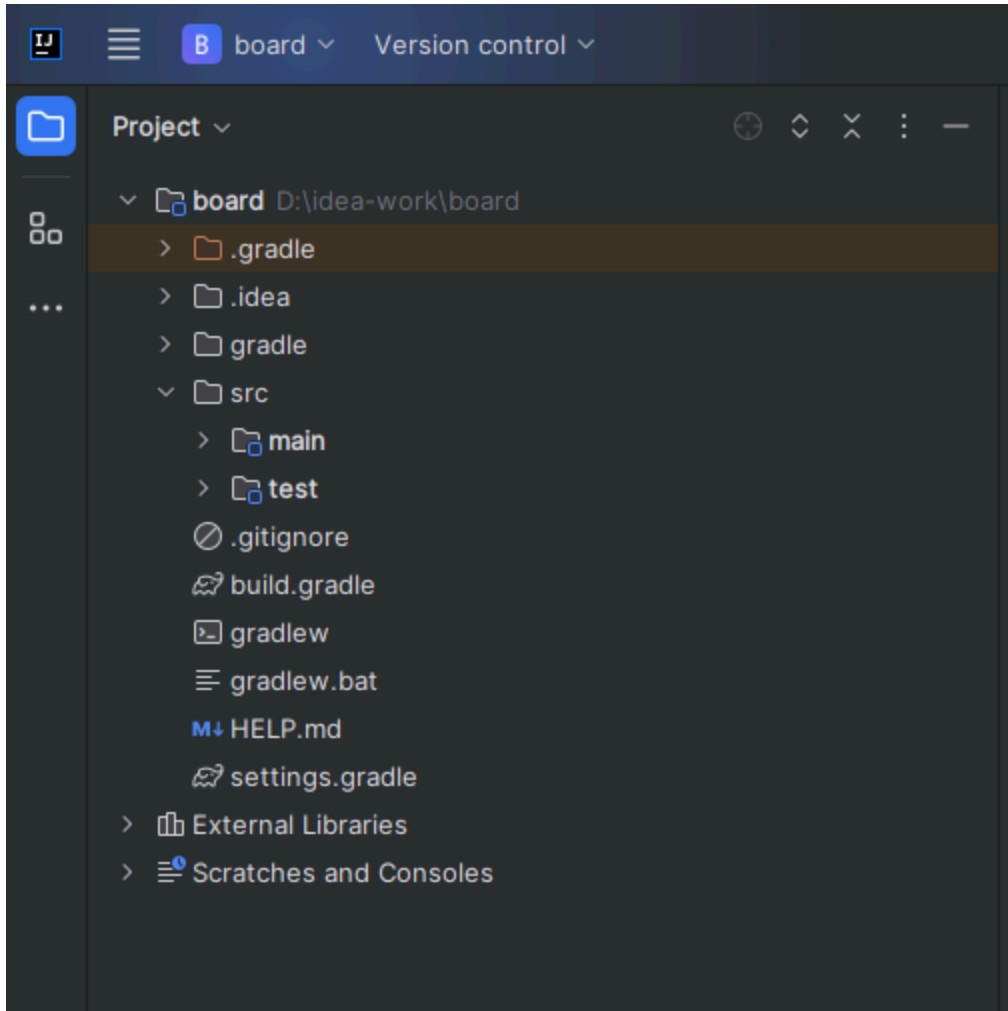 IJ B board Version control
Project
board D:\idea-work\board
.gradle
.idea
gradle
src
main
test
.gitignore
build.gradle
gradlew
gradlew.bat
M↓ HELP.md
settings.gradle
External Libraries
Scratches and Consoles